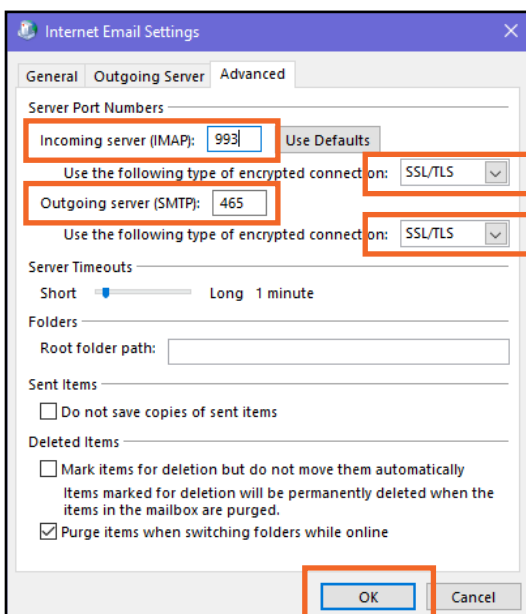 Internet Email Settings
General Outgoing Server Advanced
Server Port Numbers
Incoming server (IMAP): 993 Use Defaults
Use the following type of encrypted connection: SSL/TLS
Outgoing server (SMTP): 465
Use the following type of encrypted connection: SSL/TLS
Server Timeouts
Short Long 1 minute
Folders
Root folder path:
Sent Items
Do not save copies of sent items
Deleted Items
Mark items for deletion but do not move them automatically
Items marked for deletion will be permanently deleted when the
items in the mailbox are purged.
Purge items when switching folders while online
OK Cancel